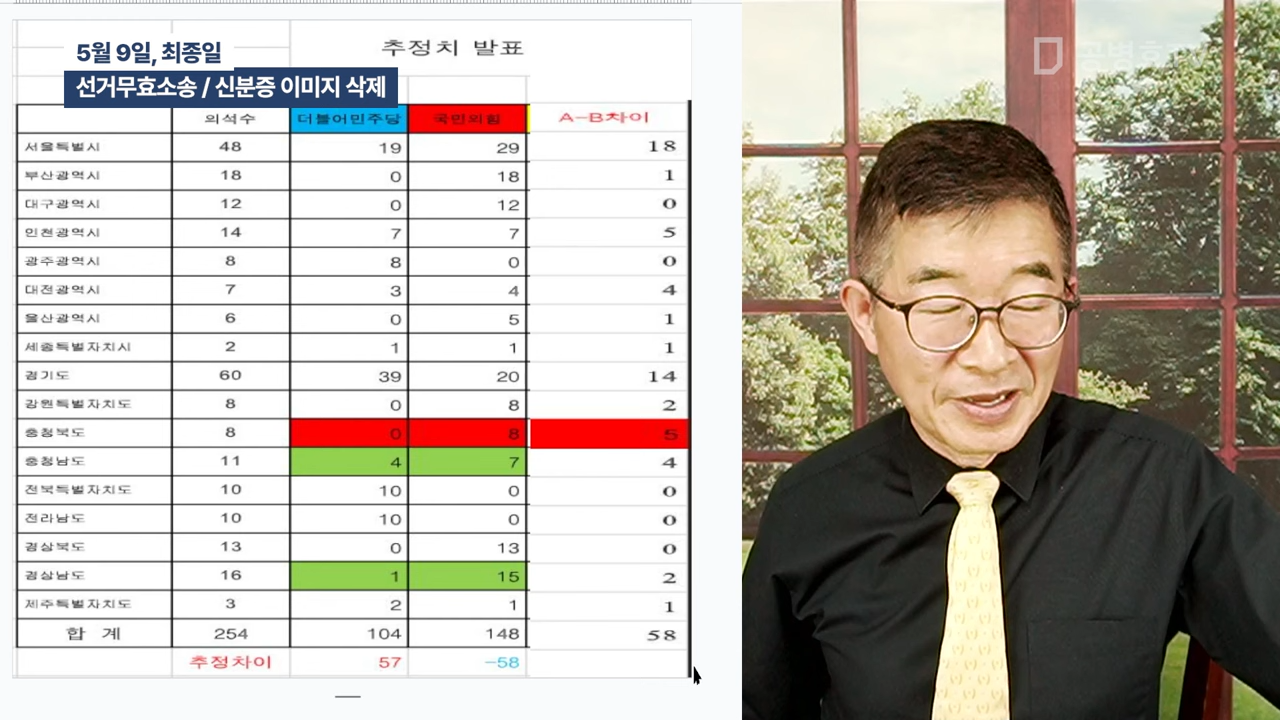 추정치 발표
5월 9일, 최종일
선거무효소송 / 신분증 이미지 삭제
공병호TV
의석수 더불어민주당 국민의힘 A-B차이
서울특별시 48 19 29 18
부산광역시 18 0 18 1
대구광역시 12 0 12 0
인천광역시 14 7 7 5
광주광역시 8 8 0 0
대전광역시 7 3 4 4
울산광역시 6 0 5 1
세종특별자치시 2 1 1 1
경기도 60 39 20 14
강원특별자치도 8 0 8 2
충청북도 8 0 8 5
충청남도 11 4 7 4
전북특별자치도 10 10 0 0
전라남도 10 10 0 0
경상북도 13 0 13 0
경상남도 16 1 15 2
제주특별자치도 3 2 1 1
합 계 254 104 148 58
추정차이 57 -58